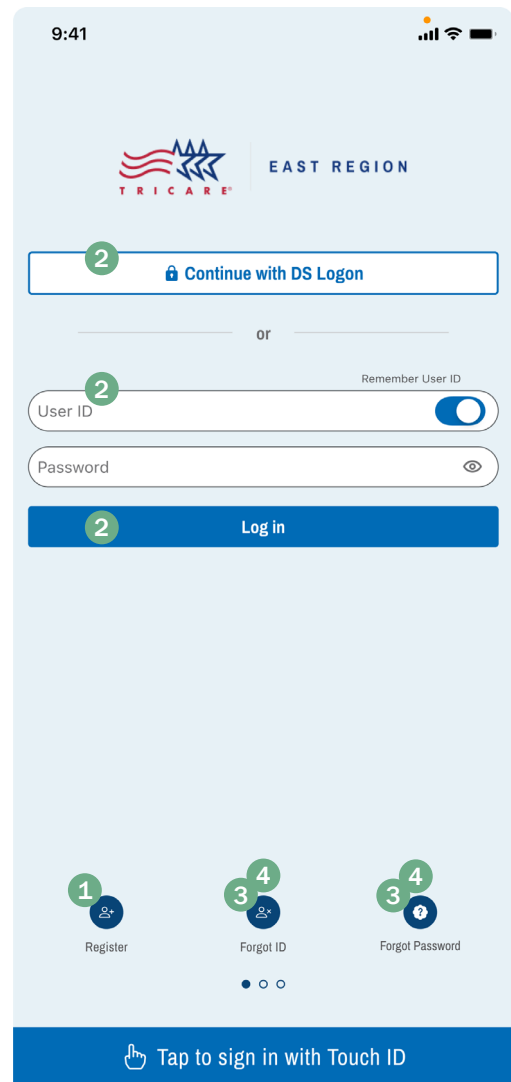 9:41
TRICARE®
EAST REGION
2
Continue with DS Logon
or
Remember User ID
2
User ID
Password
2
Log in
1
3
4
3
4
?
Register
Forgot ID
Forgot Password
Tap to sign in with Touch ID